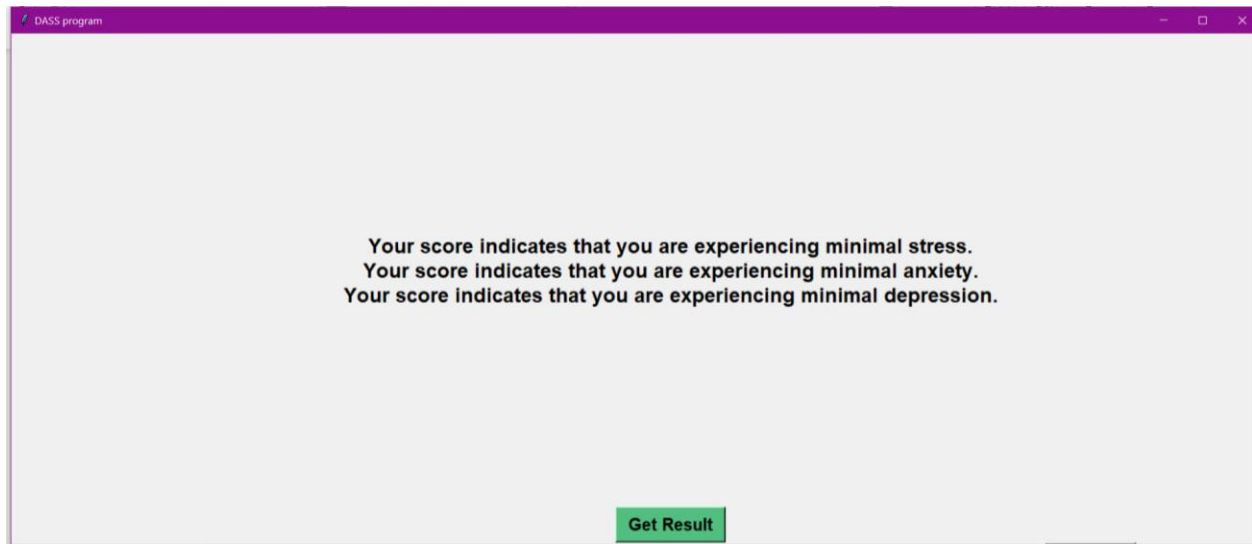 DASS program
Your score indicates that you are experiencing minimal stress.
Your score indicates that you are experiencing minimal anxiety.
Your score indicates that you are experiencing minimal depression.
Get Result